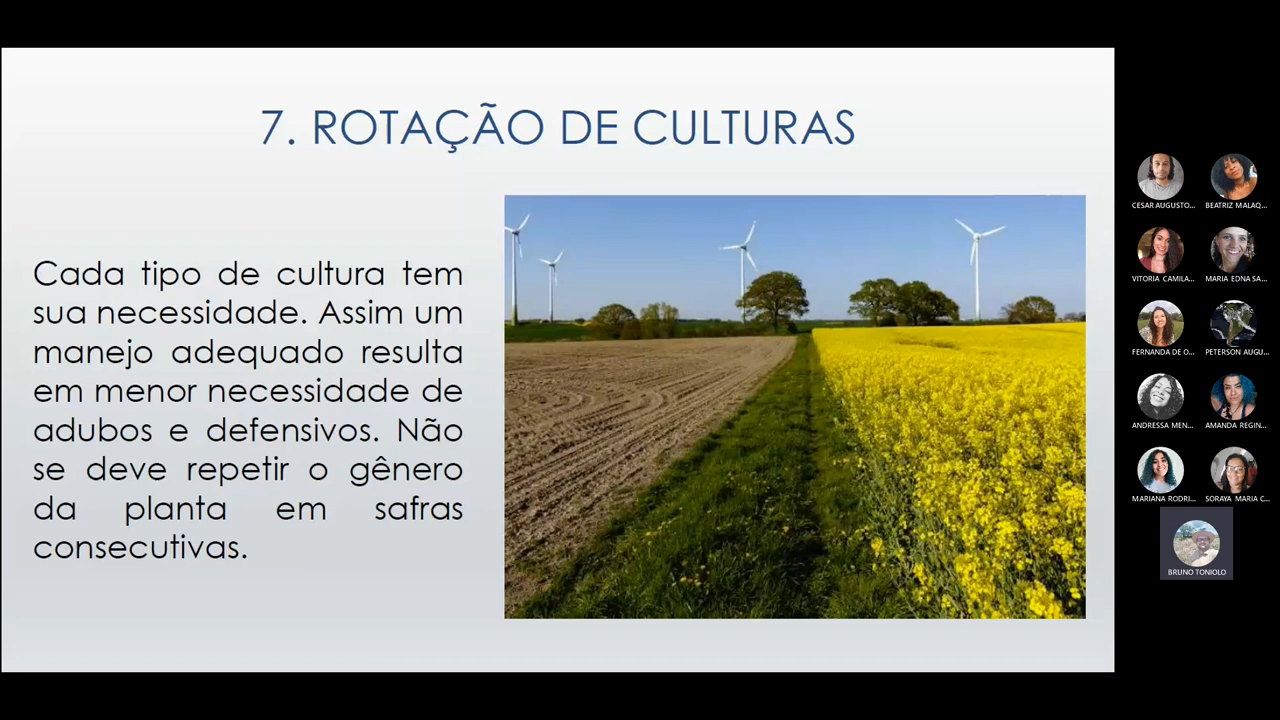 7. ROTAÇÃO DE CULTURAS
Cada tipo de cultura tem
sua necessidade. Assim um
manejo adequado resulta
em menor necessidade de
adubos e defensivos. Não
se deve repetir o gênero
da planta em safras
consecutivas.
CESAR AUGUSTO...
BEATRIZ MALAQ...
VITORIA CAMILA...
MARIA EDNA SA...
FERNANDA DE O...
PETERSON AUGU...
ANDRESSA MEN...
AMANDA REGIN...
MARIANA RODRI...
SORAYA MARIA C...
BRUNO TONIOLO